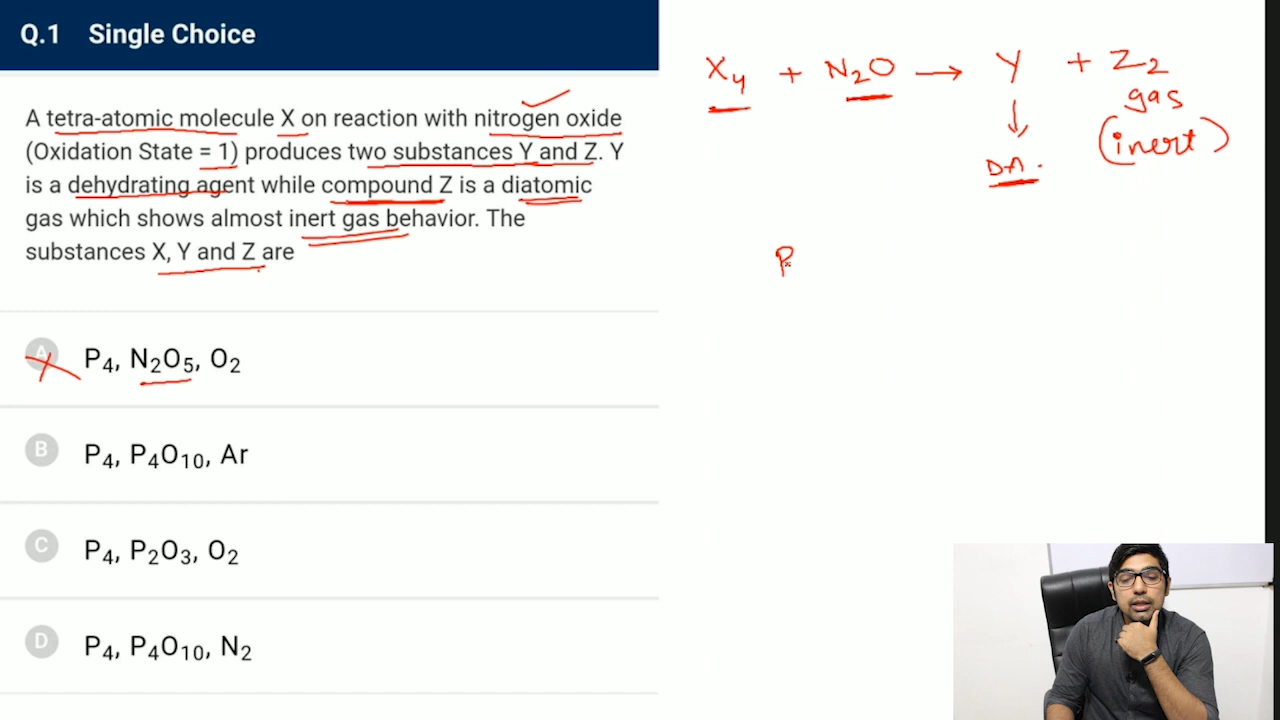 Q.1 Single Choice
A tetra-atomic molecule X on reaction with nitrogen oxide
(Oxidation State = 1) produces two substances Y and Z. Y
is a dehydrating agent while compound Z is a diatomic
gas which shows almost inert gas behavior. The
substances X, Y and Z are
A P₄, N₂O₅, O₂
B P₄, P₄O₁₀, Ar
C P₄, P₂O₃, O₂
D P₄, P₄O₁₀, N₂
X₄ + N₂O → Y + Z₂
gas
(inert)
D.A.
P